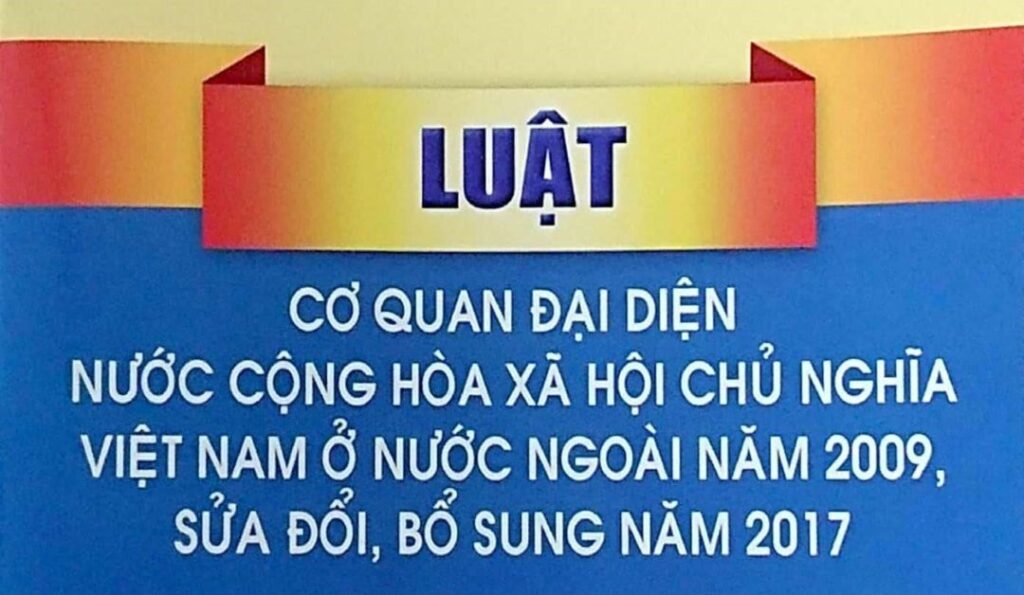 LUẬT
CƠ QUAN ĐẠI DIỆN
NƯỚC CỘNG HÒA XÃ HỘI CHỦ NGHĨA
VIỆT NAM Ở NƯỚC NGOÀI NĂM 2009,
SỬA ĐỔI, BỔ SUNG NĂM 2017